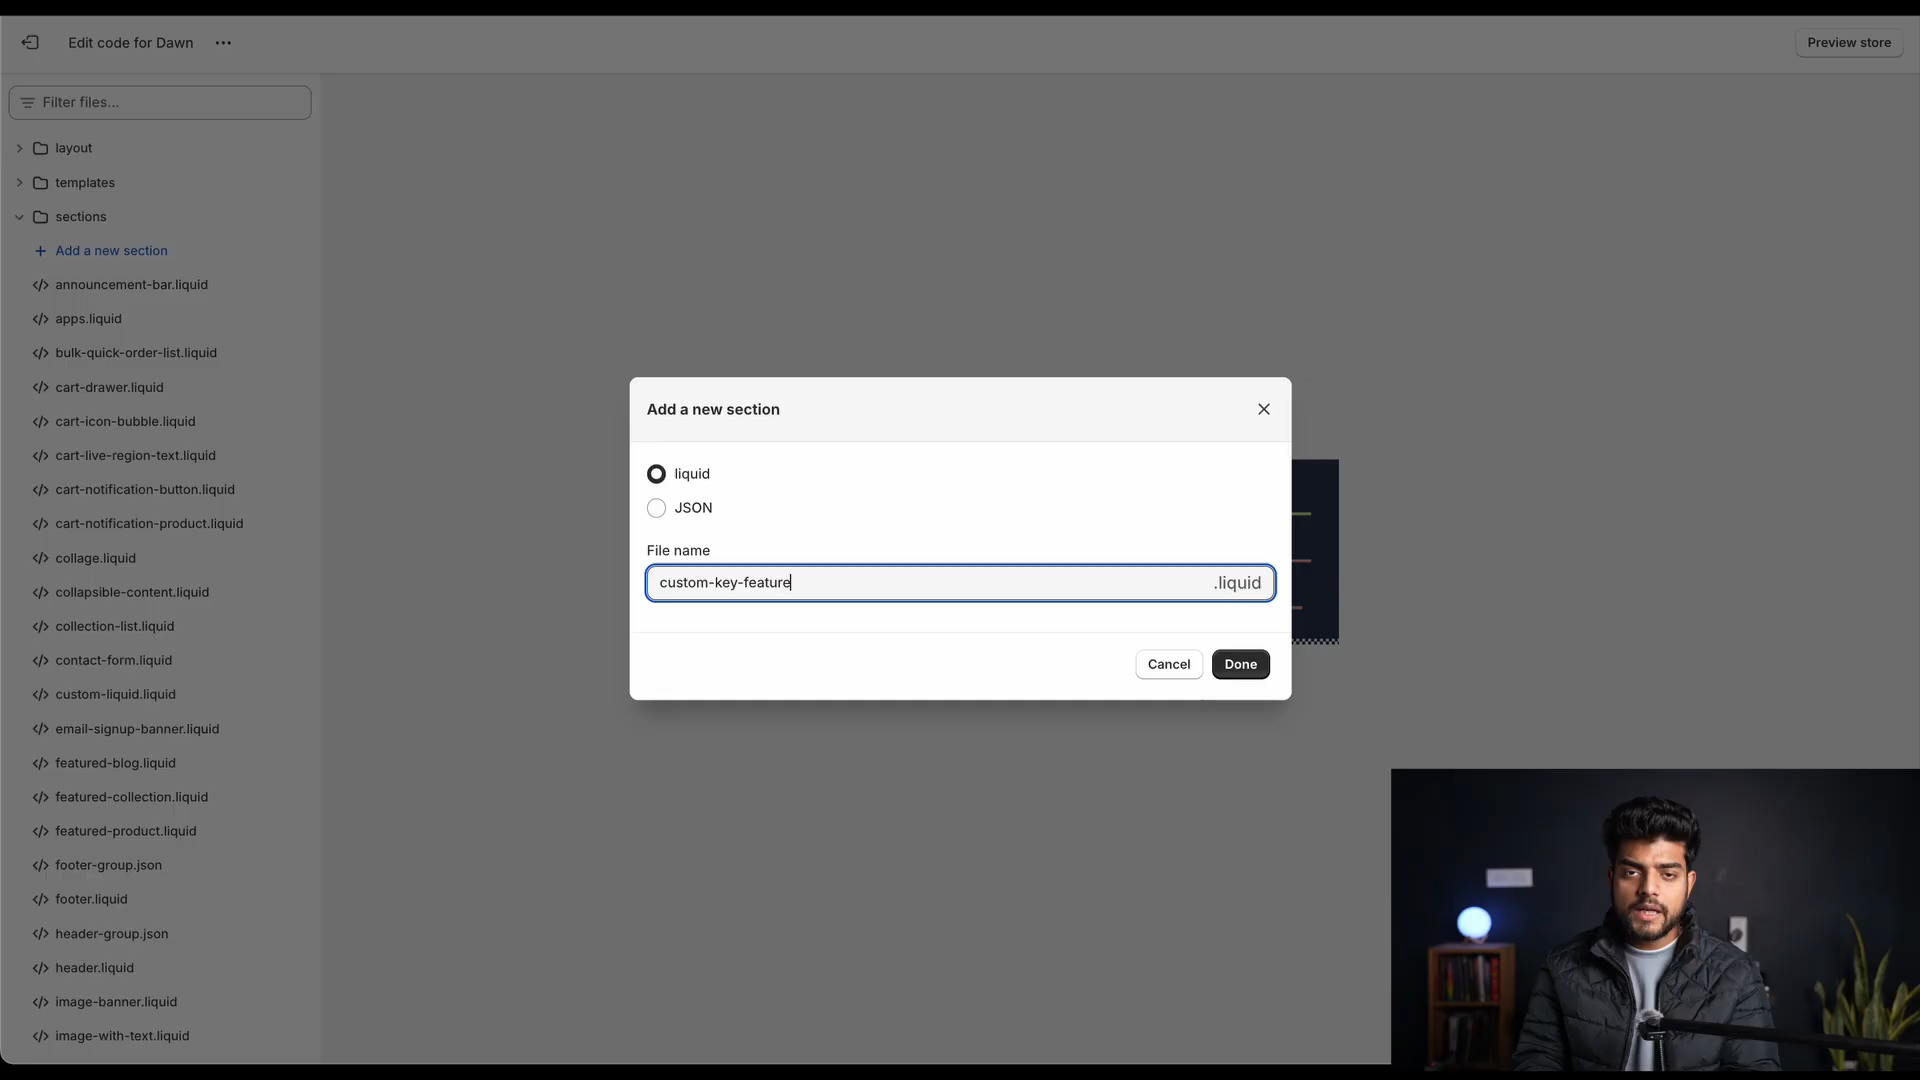 Edit code for Dawn
Preview store
Filter files...
layout
templates
sections
Add a new section
announcement-bar.liquid
apps.liquid
bulk-quick-order-list.liquid
cart-drawer.liquid
cart-icon-bubble.liquid
cart-live-region-text.liquid
cart-notification-button.liquid
cart-notification-product.liquid
collage.liquid
collapsible-content.liquid
collection-list.liquid
contact-form.liquid
custom-liquid.liquid
email-signup-banner.liquid
featured-blog.liquid
featured-collection.liquid
featured-product.liquid
footer-group.json
footer.liquid
header-group.json
header.liquid
image-banner.liquid
image-with-text.liquid
Add a new section
liquid
JSON
File name
custom-key-feature .liquid
Cancel Done